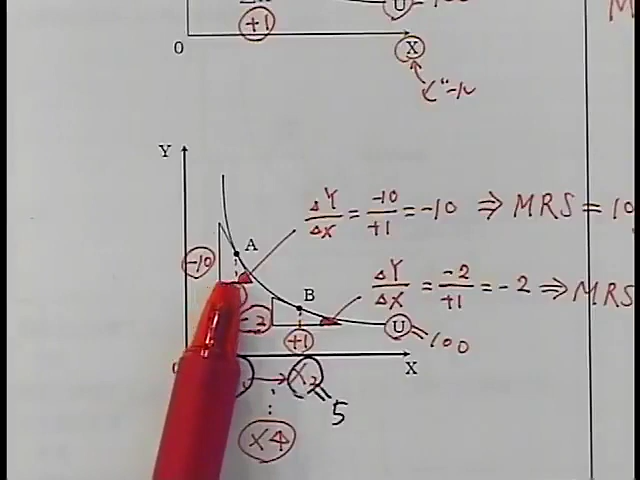 +1
U
0
X
Y
ΔY/ΔX = -10/+1 = -10 ⇒ MRS = 10
A
-10
ΔY/ΔX = -2/+1 = -2 ⇒ MRS
B
-2
U = 100
+1
X
X2 = 5
X4